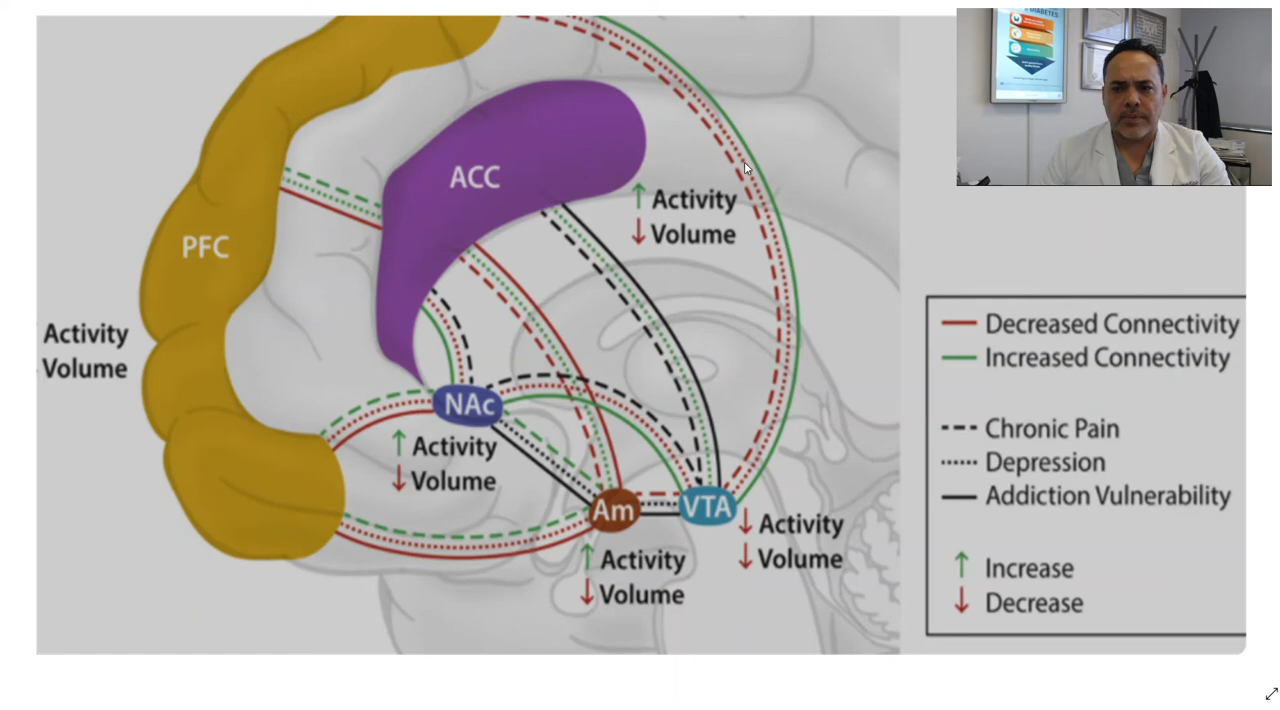 DIABETES
ACC
↑ Activity
↓ Volume
PFC
Activity
Volume
NAc
↑ Activity
↓ Volume
Am
VTA
↓ Activity
↓ Volume
↑ Activity
↓ Volume
Decreased Connectivity
Increased Connectivity
Chronic Pain
Depression
Addiction Vulnerability
↑ Increase
↓ Decrease